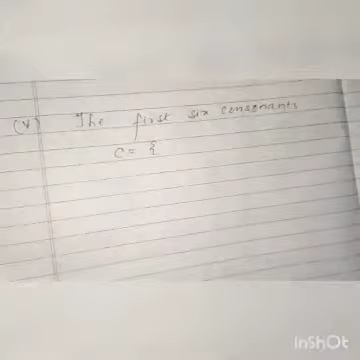 (v) The first six consonants
C = {
InShOt